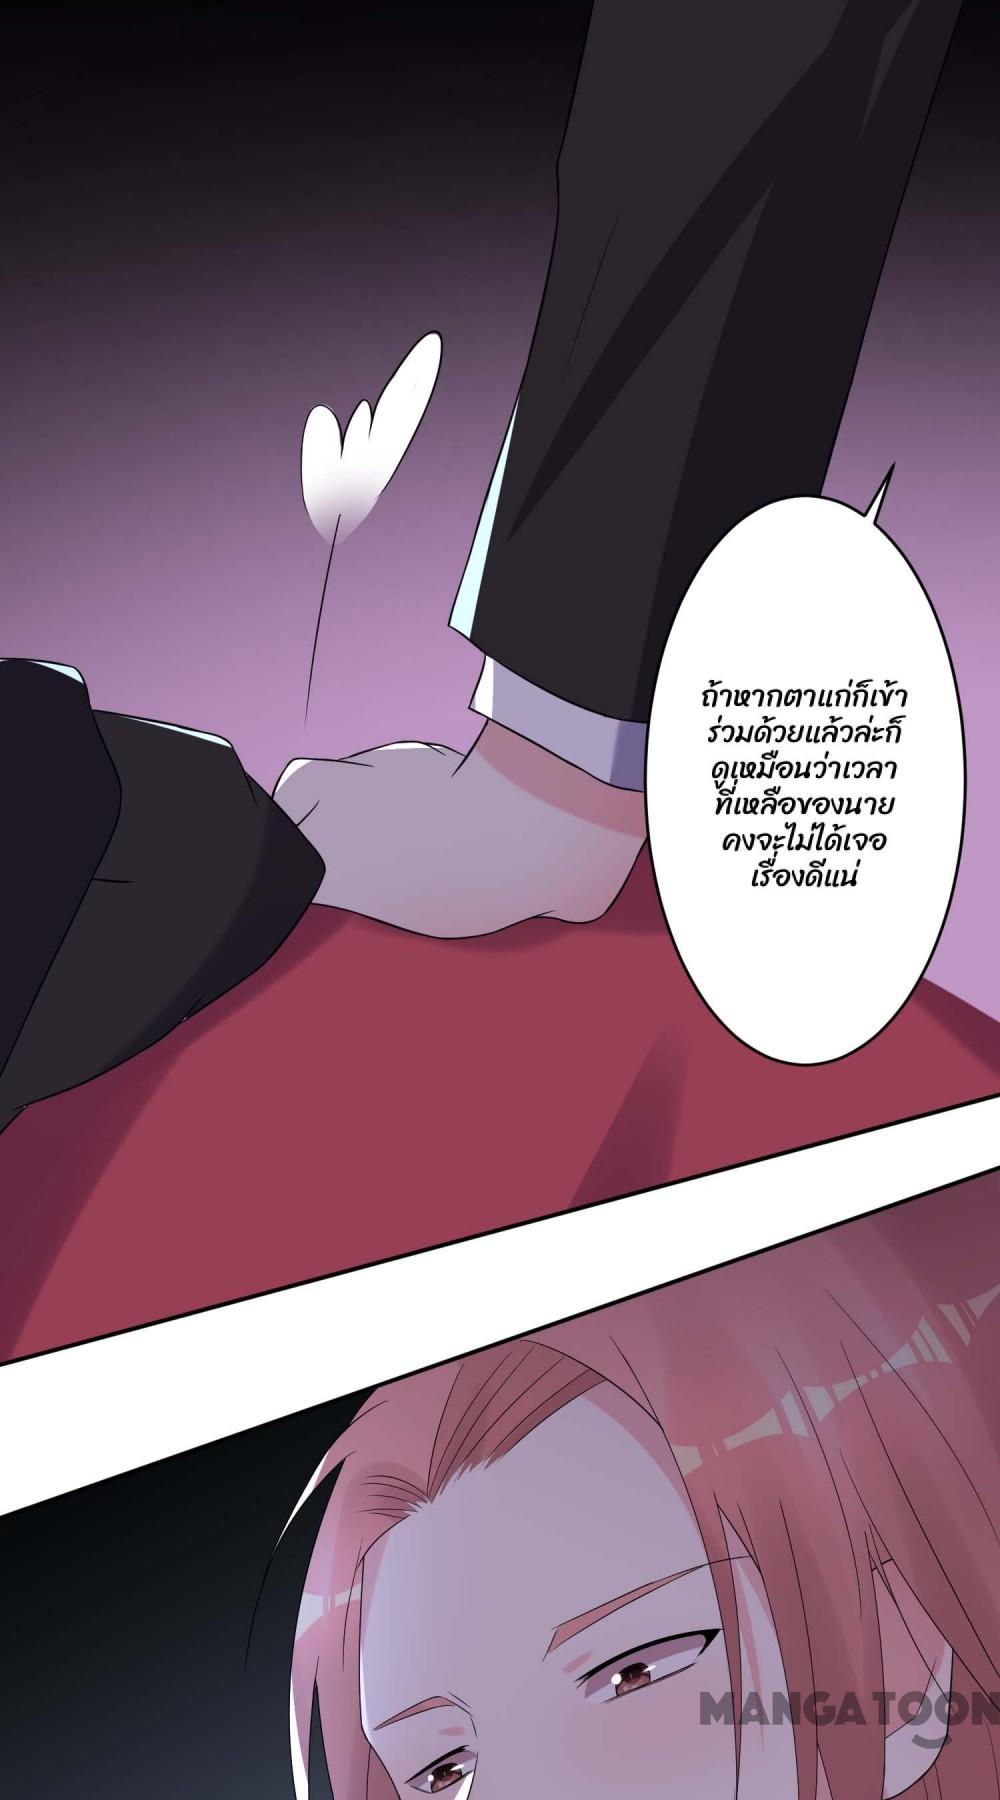 ถ้าหากตาแก่ก็เข้า
ร่วมด้วยแล้วล่ะก็
ดูเหมือนว่าเวลา
ที่เหลือของนาย
คงจะไม่ได้เจอ
เรื่องดีแน่
MANGATOON